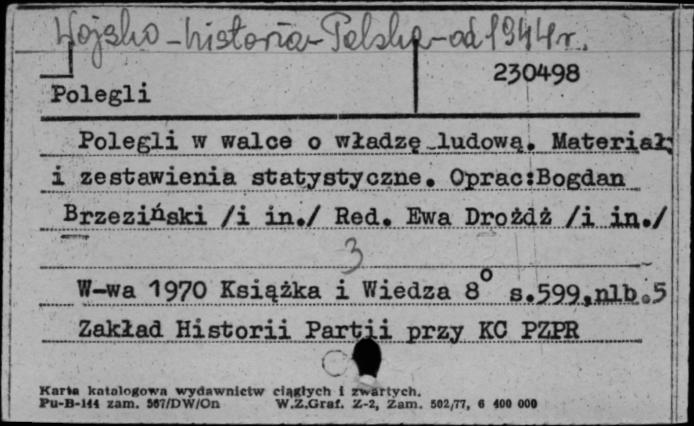 Wojsko - historia - Polska - od 1944 r.
230498
Polegli
Polegli w walce o władzę ludową. Materiały
i zestawienia statystyczne. Oprac:Bogdan
Brzeziński /i in./ Red. Ewa Drożdż /i in./
3
W-wa 1970 Książka i Wiedza 8° s.599,nlb.5
Zakład Historii Partii przy KC PZPR
Karta katalogowa wydawnictw ciągłych i zwartych.
Pu-B-144 zam. 567/DW/On W.Z.Graf. Z-2, Zam. 502/77, 6 400 000